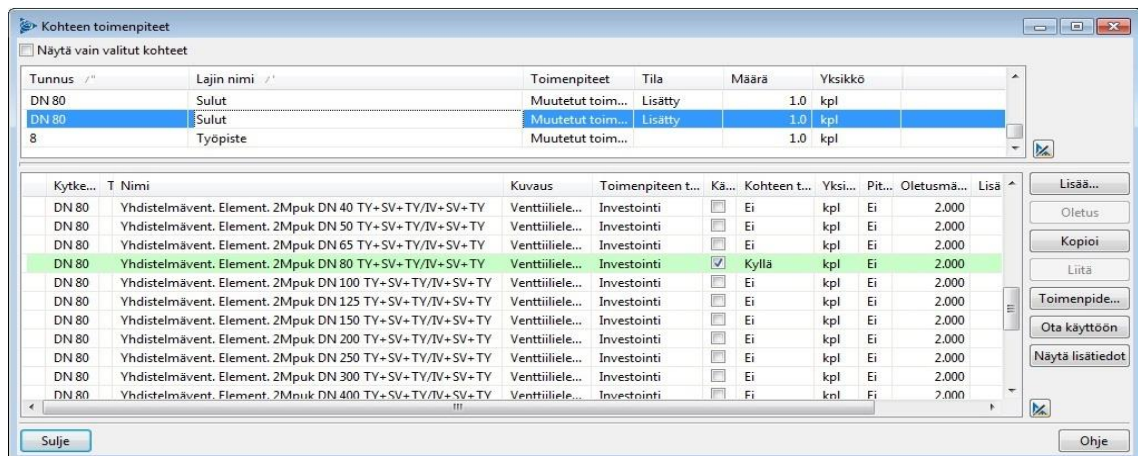 Kohteen toimenpiteet
Näytä vain valitut kohteet
Tunnus Lajin nimi Toimenpiteet Tila Määrä Yksikkö
DN 80 Sulut Muutetut toim... Lisätty 1.0 kpl
DN 80 Sulut Muutetut toim... Lisätty 1.0 kpl
8 Työpiste Muutetut toim... 1.0 kpl
Kytke... T Nimi Kuvaus Toimenpiteen t... Kä... Kohteen t... Yksi... Pit... Oletusmä... Lisä
DN 80 Yhdistelmävent. Element. 2Mpuk DN 40 TY+SV+TY/IV+SV+TY Venttiiliele... Investointi Ei kpl Ei 2.000
DN 80 Yhdistelmävent. Element. 2Mpuk DN 50 TY+SV+TY/IV+SV+TY Venttiiliele... Investointi Ei kpl Ei 2.000
DN 80 Yhdistelmävent. Element. 2Mpuk DN 65 TY+SV+TY/IV+SV+TY Venttiiliele... Investointi Ei kpl Ei 2.000
DN 80 Yhdistelmävent. Element. 2Mpuk DN 80 TY+SV+TY/IV+SV+TY Venttiiliele... Investointi Kyllä kpl Ei 2.000
DN 80 Yhdistelmävent. Element. 2Mpuk DN 100 TY+SV+TY/IV+SV+TY Venttiiliele... Investointi Ei kpl Ei 2.000
DN 80 Yhdistelmävent. Element. 2Mpuk DN 125 TY+SV+TY/IV+SV+TY Venttiiliele... Investointi Ei kpl Ei 2.000
DN 80 Yhdistelmävent. Element. 2Mpuk DN 150 TY+SV+TY/IV+SV+TY Venttiiliele... Investointi Ei kpl Ei 2.000
DN 80 Yhdistelmävent. Element. 2Mpuk DN 200 TY+SV+TY/IV+SV+TY Venttiiliele... Investointi Ei kpl Ei 2.000
DN 80 Yhdistelmävent. Element. 2Mpuk DN 250 TY+SV+TY/IV+SV+TY Venttiiliele... Investointi Ei kpl Ei 2.000
DN 80 Yhdistelmävent. Element. 2Mpuk DN 300 TY+SV+TY/IV+SV+TY Venttiiliele... Investointi Ei kpl Ei 2.000
DN 80 Yhdistelmävent. Element. 2Mpuk DN 400 TY+SV+TY/IV+SV+TY Venttiiliele... Investointi Ei kpl Ei 2.000
Lisää...
Oletus
Kopioi
Liitä
Toimenpide...
Ota käyttöön
Näytä lisätiedot
Sulje
Ohje